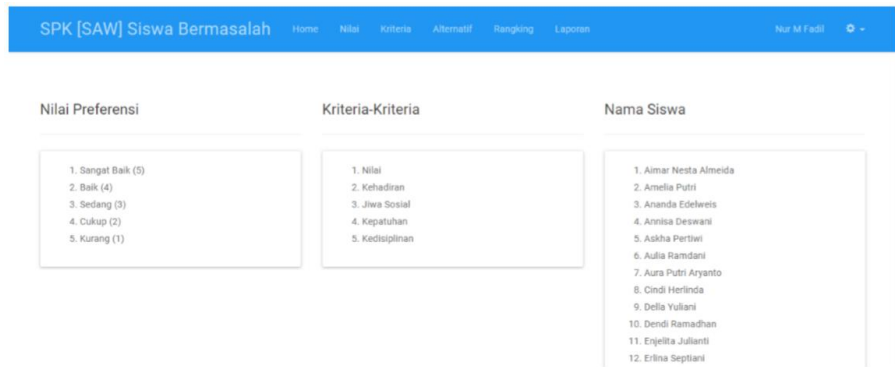 SPK [SAW] Siswa Bermasalah Home Nilai Kriteria Alternatif Rangking Laporan Nur M Fadil
Nilai Preferensi
1. Sangat Baik (5)
2. Baik (4)
3. Sedang (3)
4. Cukup (2)
5. Kurang (1)
Kriteria-Kriteria
1. Nilai
2. Kehadiran
3. Jiwa Sosial
4. Kepatuhan
5. Kedisiplinan
Nama Siswa
1. Aimar Nesta Almeida
2. Amelia Putri
3. Ananda Edelweis
4. Annisa Deswani
5. Askha Pertiwi
6. Aulia Ramdani
7. Aura Putri Aryanto
8. Cindi Herlinda
9. Della Yuliani
10. Dendi Ramadhan
11. Enjelita Julianti
12. Erlina Septiani